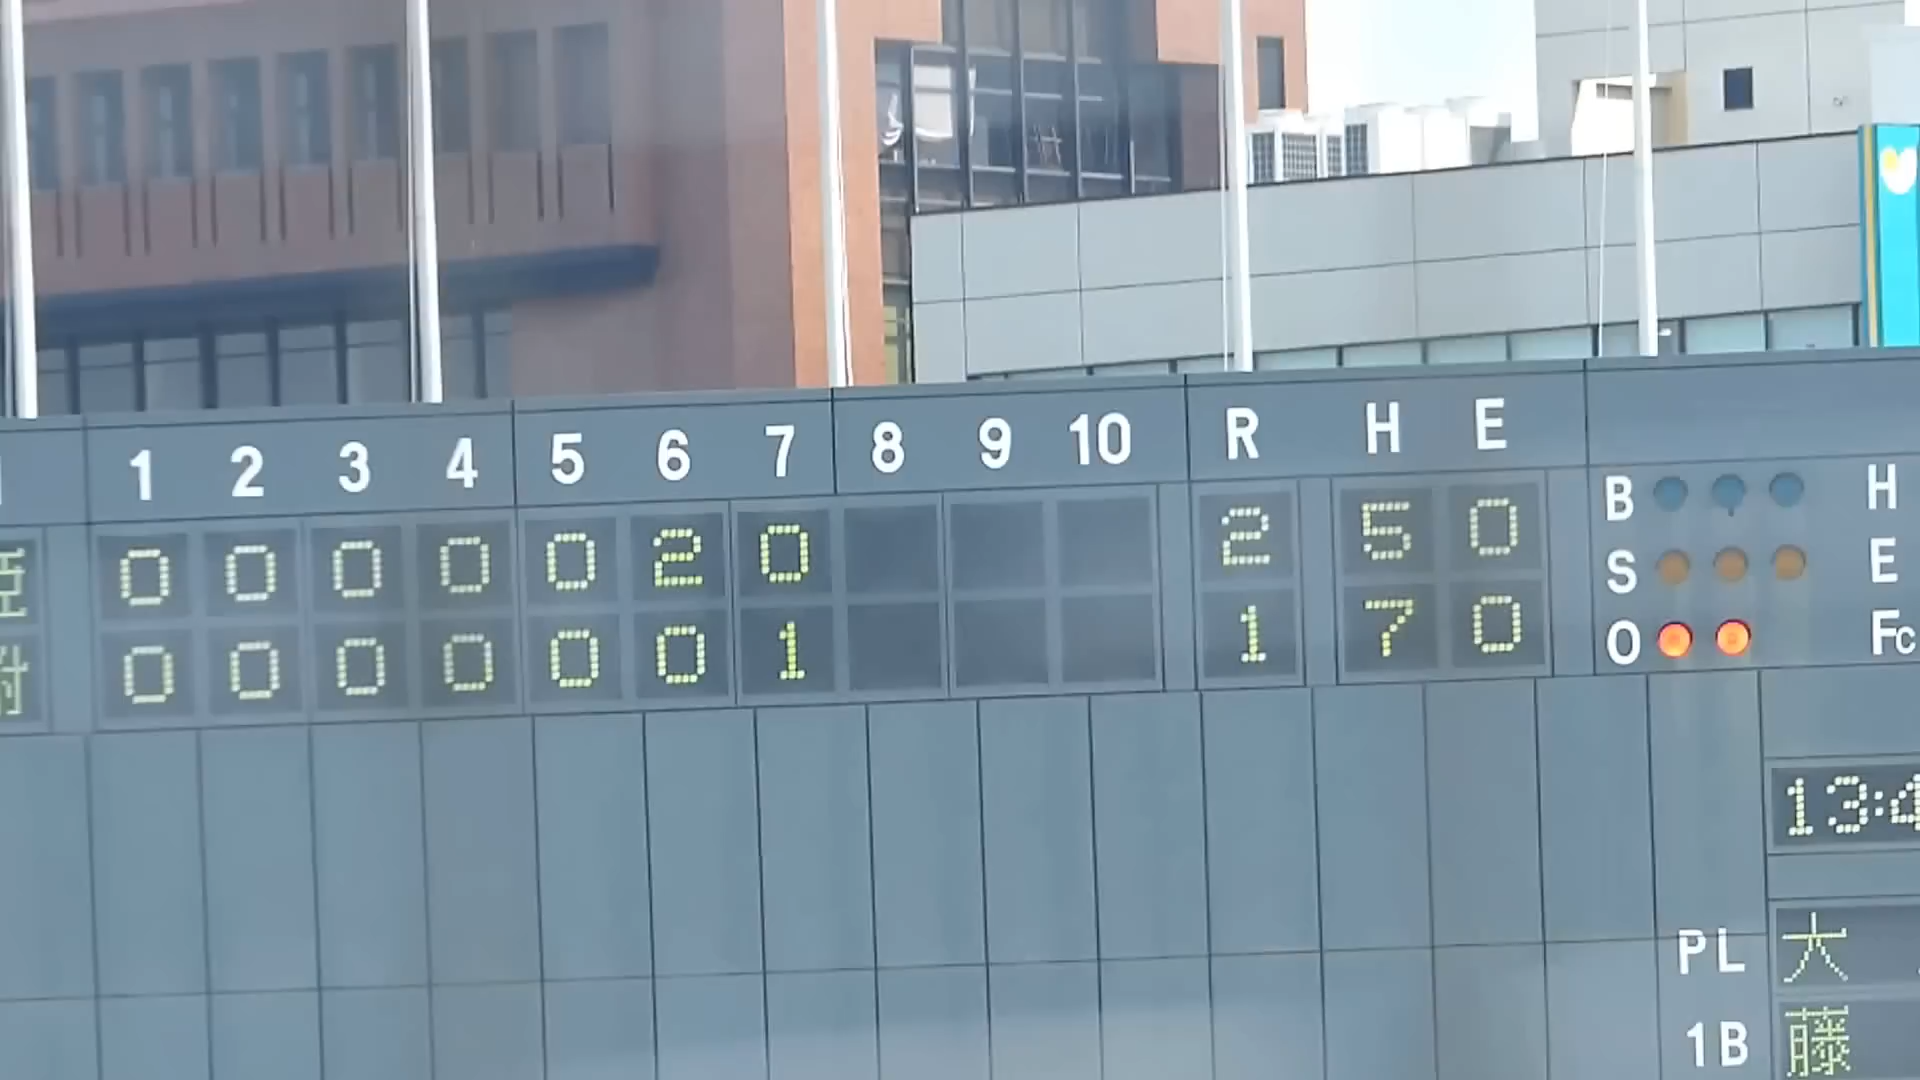 1 2 3 4 5 6 7 8 9 10 R H E
0 0 0 0 0 2 0 2 5 0
附 0 0 0 0 0 0 1 1 7 0
B H
S E
O Fc
13:4
PL 大
1B 藤